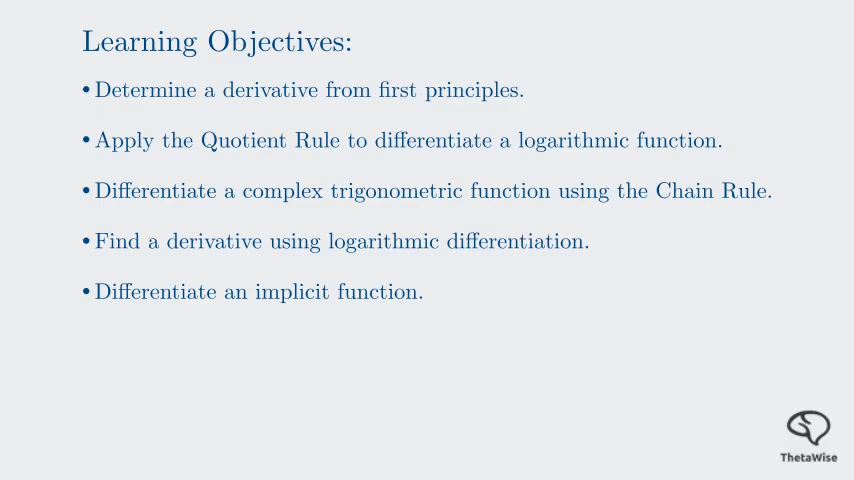 Learning Objectives:
• Determine a derivative from first principles.
• Apply the Quotient Rule to differentiate a logarithmic function.
• Differentiate a complex trigonometric function using the Chain Rule.
• Find a derivative using logarithmic differentiation.
• Differentiate an implicit function.
ThetaWise